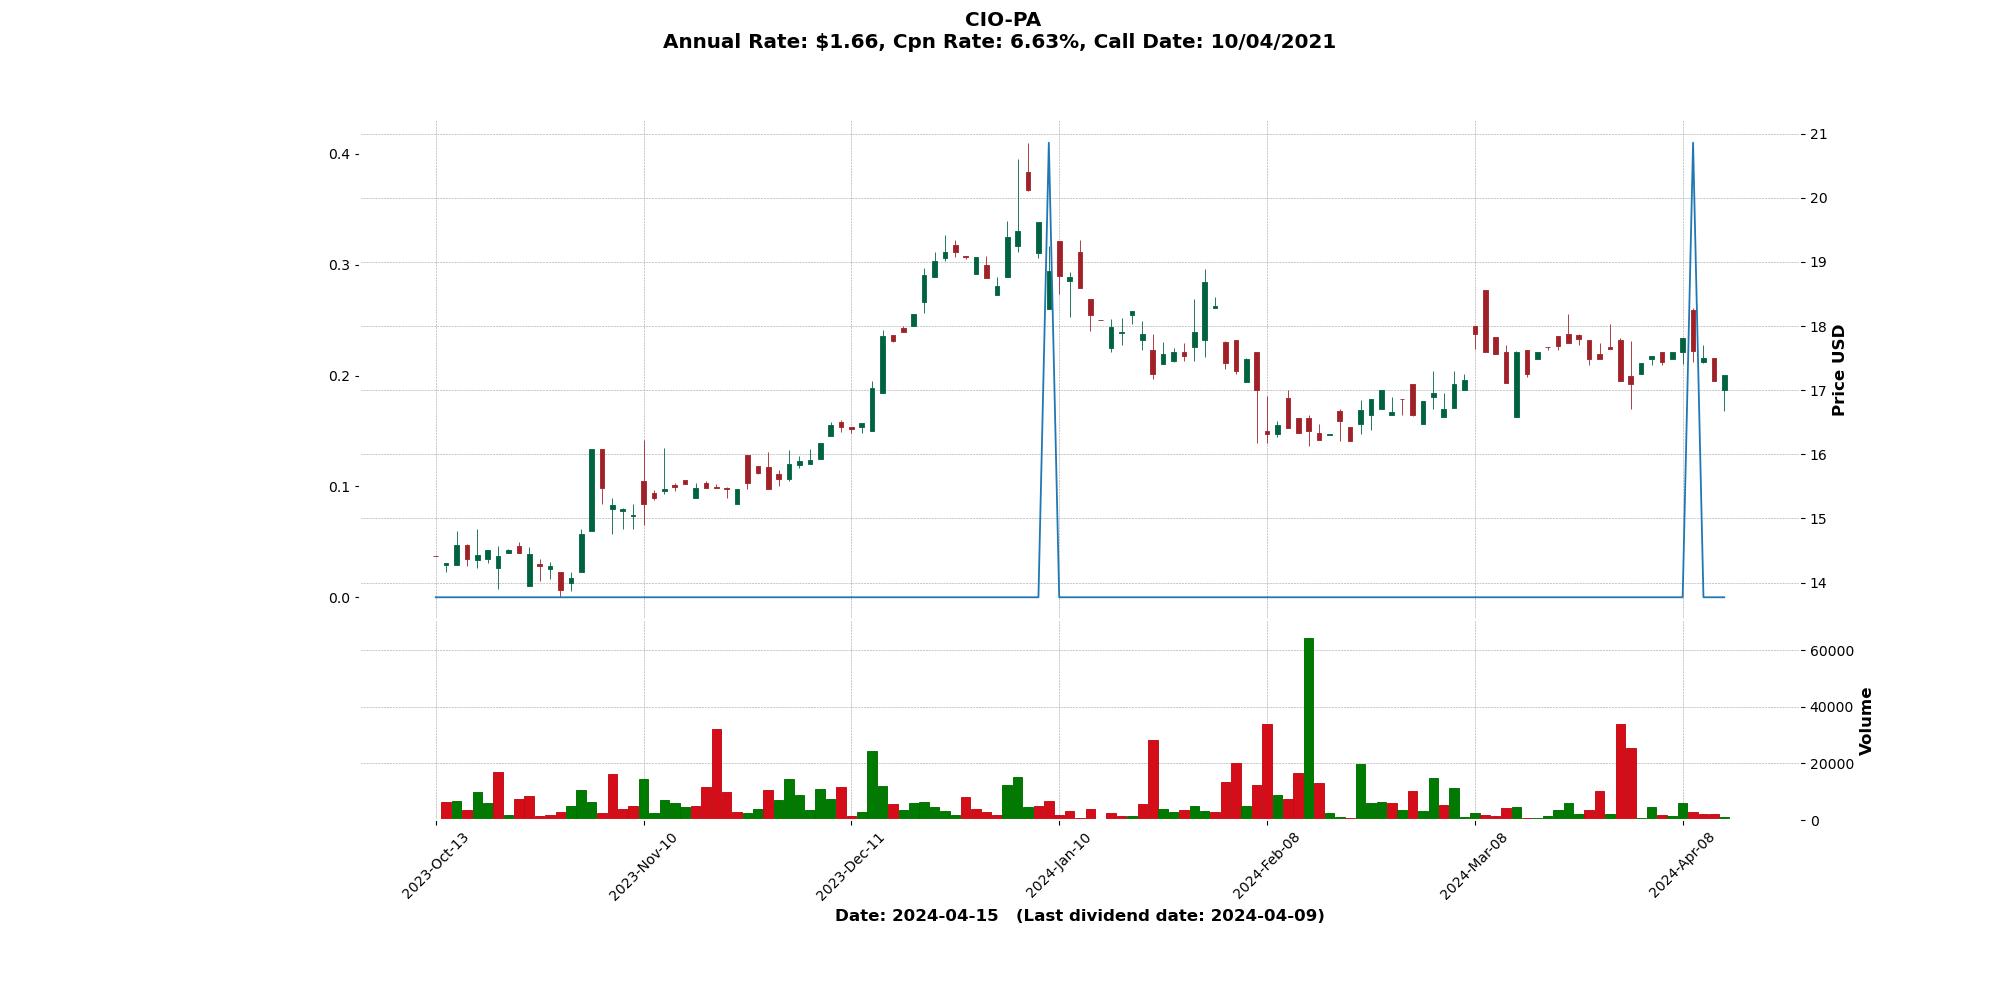 CIO-PA
Annual Rate: $1.66, Cpn Rate: 6.63%, Call Date: 10/04/2021
0.4
0.3
0.2
0.1
0.0
21
20
19
18
17
16
15
14
Price USD
60000
40000
20000
0
Volume
2023-Oct-13
2023-Nov-10
2023-Dec-11
2024-Jan-10
2024-Feb-08
2024-Mar-08
2024-Apr-08
Date: 2024-04-15 (Last dividend date: 2024-04-09)